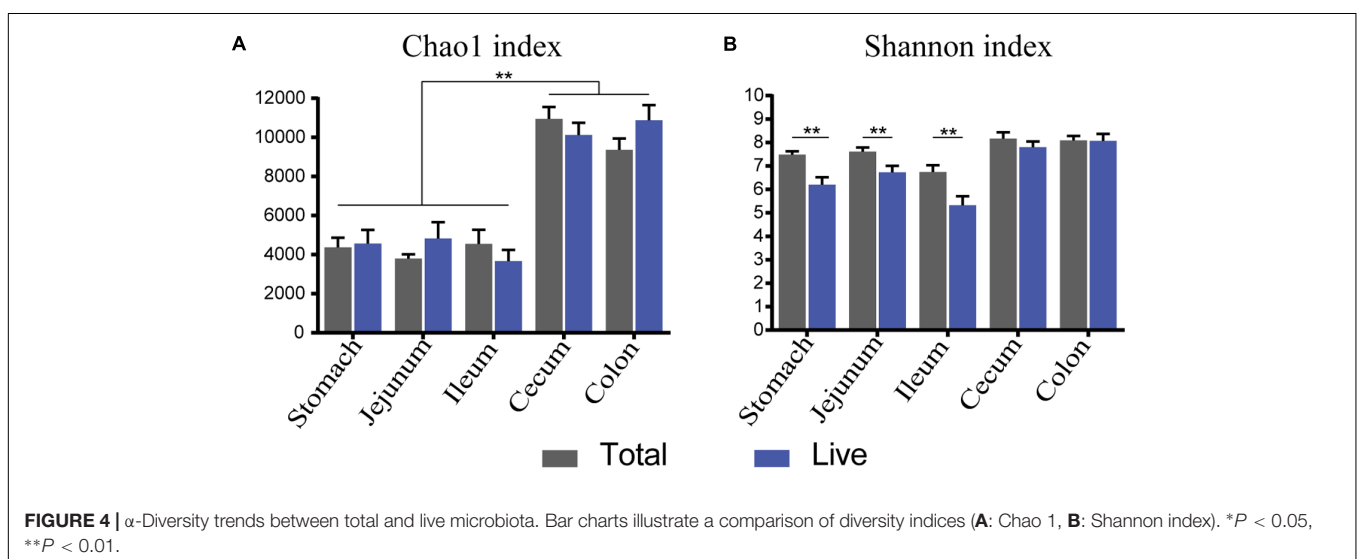 A
Chao1 index
**
12000
10000
8000
6000
4000
2000
0
Stomach
Jejunum
Ileum
Cecum
Colon
B
Shannon index
10
9
8
7
6
5
4
3
2
1
0
**
**
**
Stomach
Jejunum
Ileum
Cecum
Colon
Total
Live
FIGURE 4 | α-Diversity trends between total and live microbiota. Bar charts illustrate a comparison of diversity indices (A: Chao 1, B: Shannon index). *P < 0.05,
**P < 0.01.